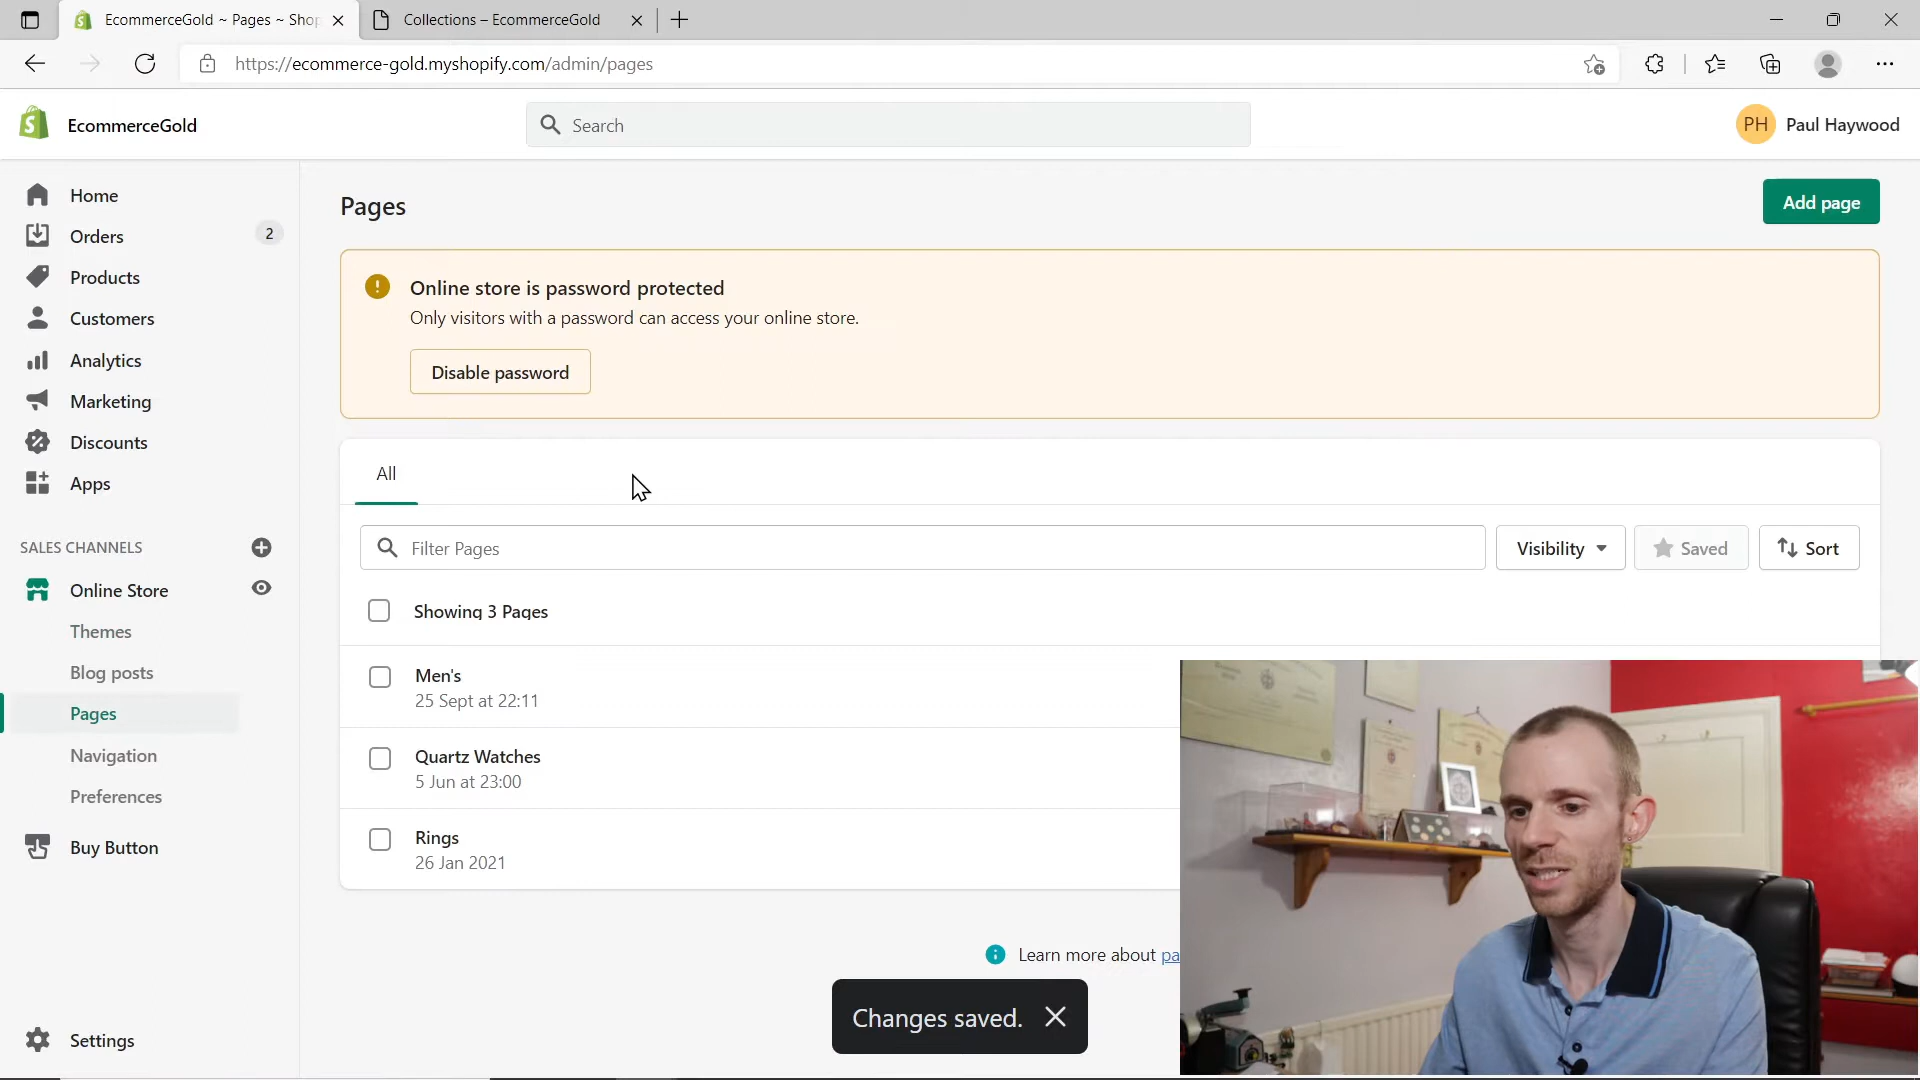 EcommerceGold ~ Pages ~ Shop
Collections – EcommerceGold
https://ecommerce-gold.myshopify.com/admin/pages
EcommerceGold
Search
PH Paul Haywood
Home
Orders 2
Products
Customers
Analytics
Marketing
Discounts
Apps
SALES CHANNELS
Online Store
Themes
Blog posts
Pages
Navigation
Preferences
Buy Button
Settings
Pages
Add page
Online store is password protected
Only visitors with a password can access your online store.
Disable password
All
Filter Pages
Visibility
Saved
Sort
Showing 3 Pages
Men's
25 Sept at 22:11
Quartz Watches
5 Jun at 23:00
Rings
26 Jan 2021
Learn more about pa
Changes saved.